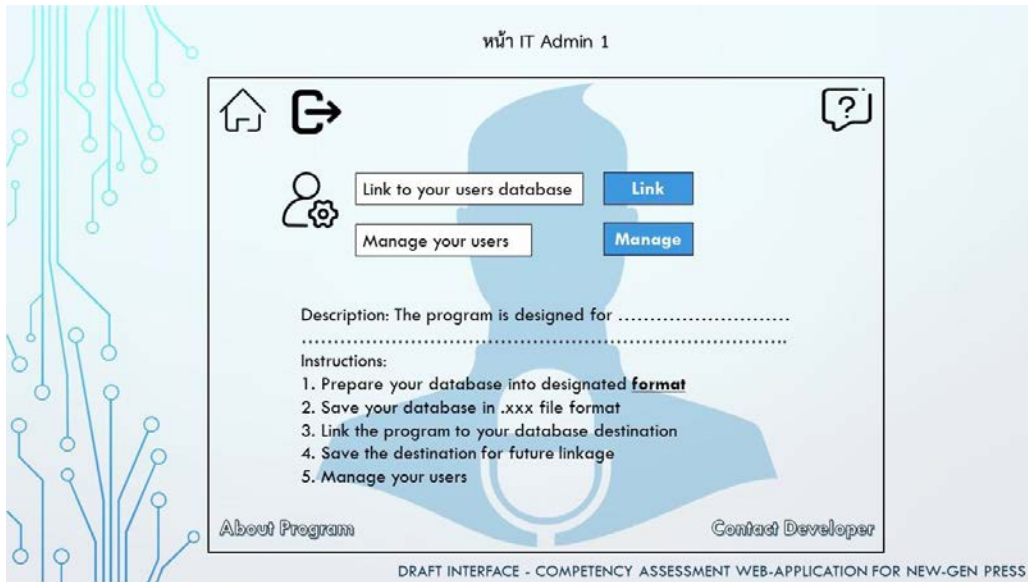 หน้า IT Admin 1
?
Link to your users database
Link
Manage your users
Manage
Description: The program is designed for ...........................
...........................................................................
Instructions:
1. Prepare your database into designated format
2. Save your database in .xxx file format
3. Link the program to your database destination
4. Save the destination for future linkage
5. Manage your users
About Program
Contact Developer
DRAFT INTERFACE - COMPETENCY ASSESSMENT WEB-APPLICATION FOR NEW-GEN PRESS